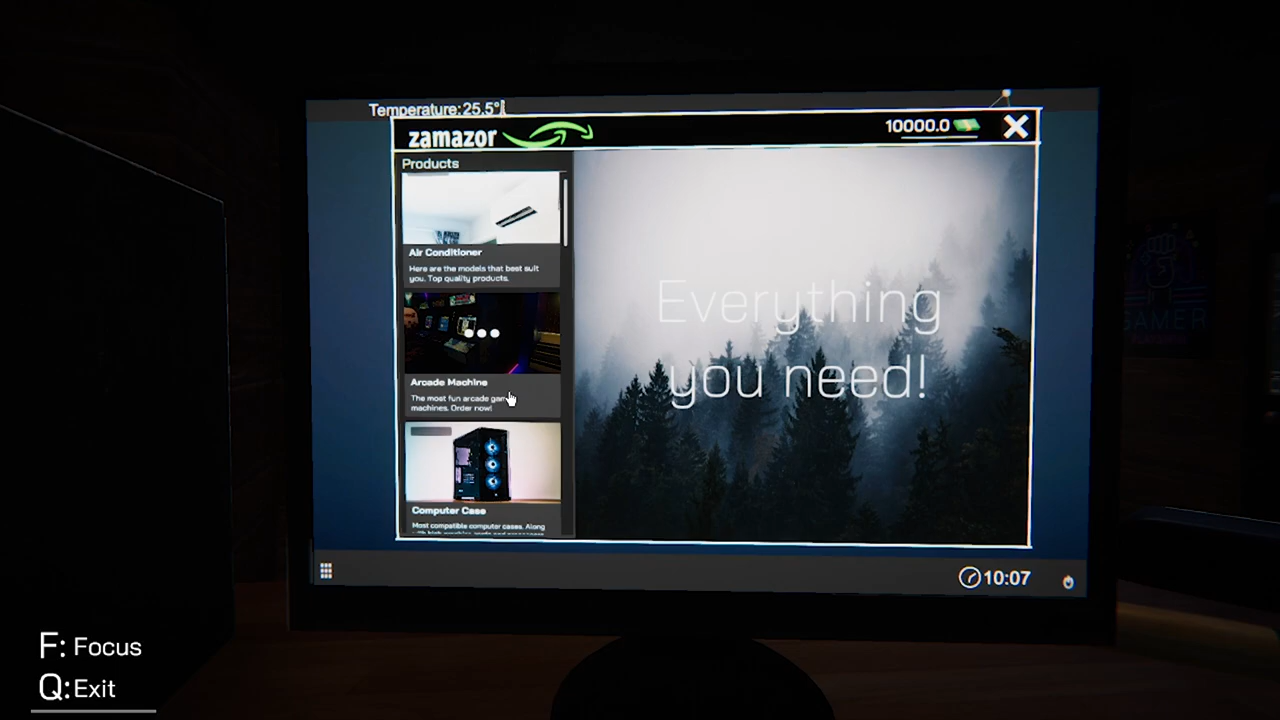 Temperature: 25.5°
zamazor
10000.0
Products
Air Conditioner
Here are the models that best suit
you. Top quality products.
Arcade Machine
The most fun arcade gam
machines. Order now!
Computer Case
Most compatible computer cases. Along
Everything
you need!
10:07
GAMER
F: Focus
Q: Exit